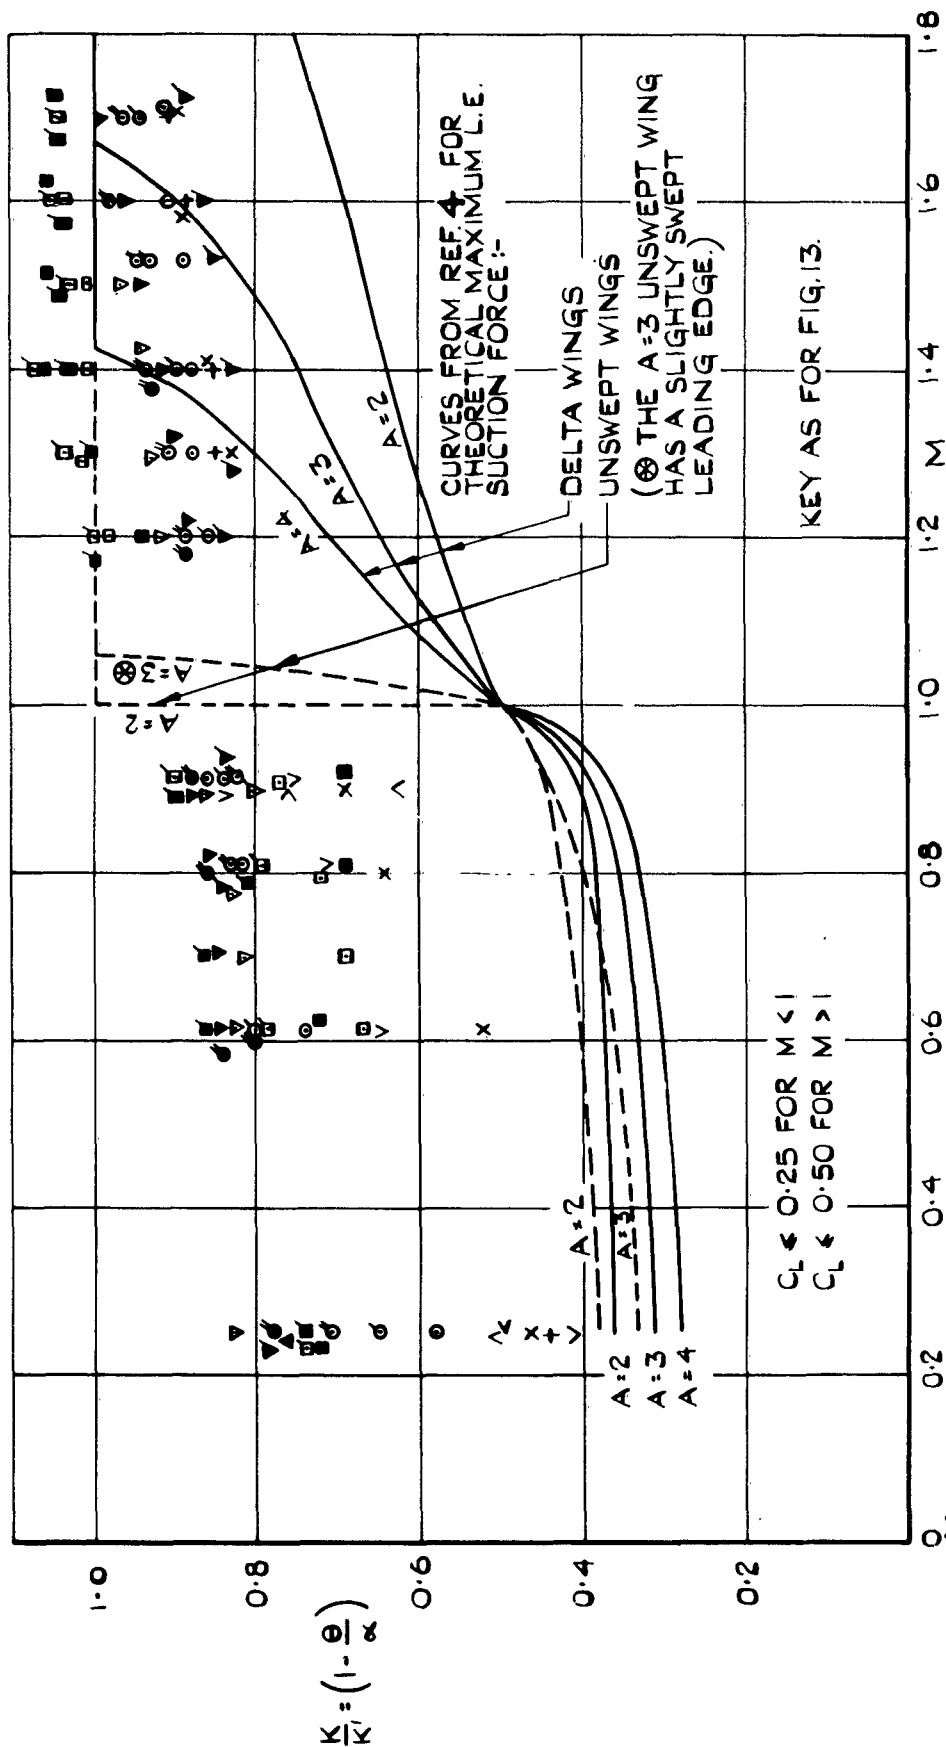 K/K' = (1 - θ/α)
1·0
0·8
0·6
0·4
0·2
0·2
0·4
0·6
0·8
1·0
1·2
1·4
1·6
1·8
M
A=2
A=3
A=4
A=2
A=3
C_L ≤ 0·25 FOR M < 1
C_L ≤ 0·50 FOR M > 1
A=2
A=3 ⊛
A=4
A=3
A=2
CURVES FROM REF. 4 FOR
THEORETICAL MAXIMUM L.E.
SUCTION FORCE:-
DELTA WINGS
UNSWEPT WINGS
(⊛ THE A=3 UNSWEPT WING
HAS A SLIGHTLY SWEPT
LEADING EDGE.)
KEY AS FOR FIG.13.